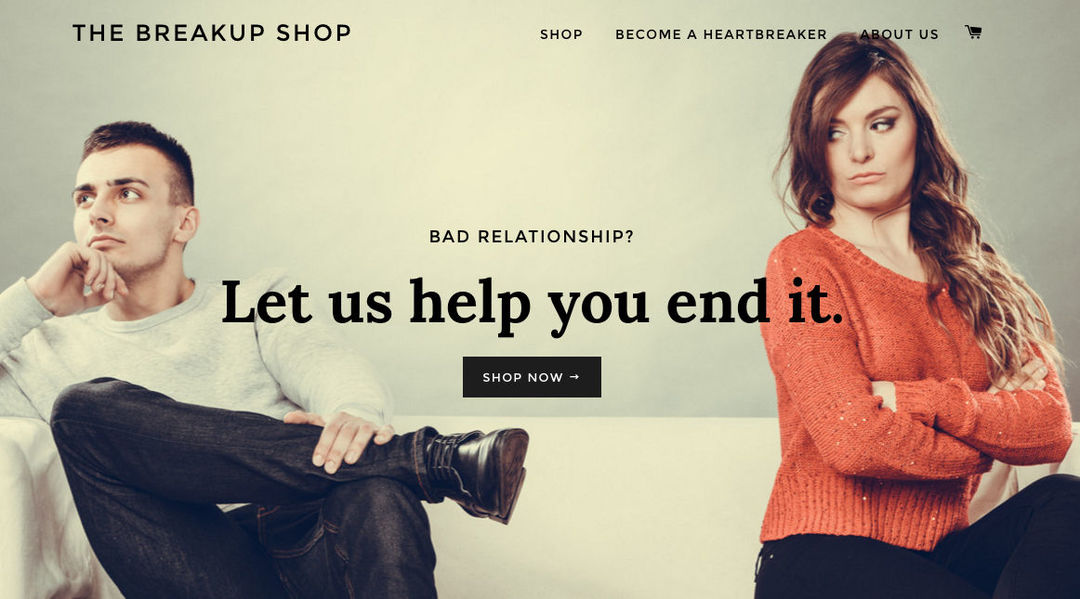 THE BREAKUP SHOP
SHOP BECOME A HEARTBREAKER ABOUT US
BAD RELATIONSHIP?
Let us help you end it.
SHOP NOW →